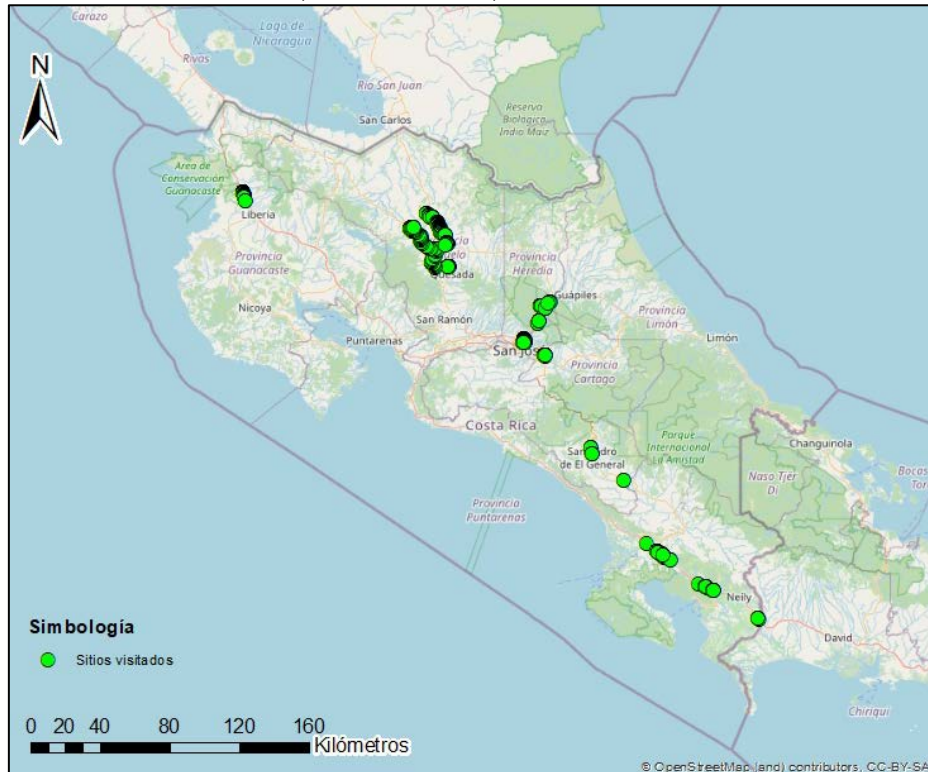 Carazo
Lago de
Nicaragua
Rivas
N
Río San Juan
San Carlos
Reserva
Biológica
Indio Maíz
Área de
Conservación
Guanacaste
Liberia
Provincia
Guanacaste
Quesada
Provincia
Heredia
Guápiles
Nicoya
San Ramón
Provincia
Limón
Puntarenas
San José
Limón
Provincia
Cartago
Costa Rica
Parque
Internacional
La Amistad
Changuinola
de El General
Naso Tjër
Di
Bocas
Provincia
Puntarenas
Neily
David
Chiriquí
Simbología
Sitios visitados
0 20 40 80 120 160
Kilómetros
© OpenStreetMap (and) contributors, CC-BY-SA